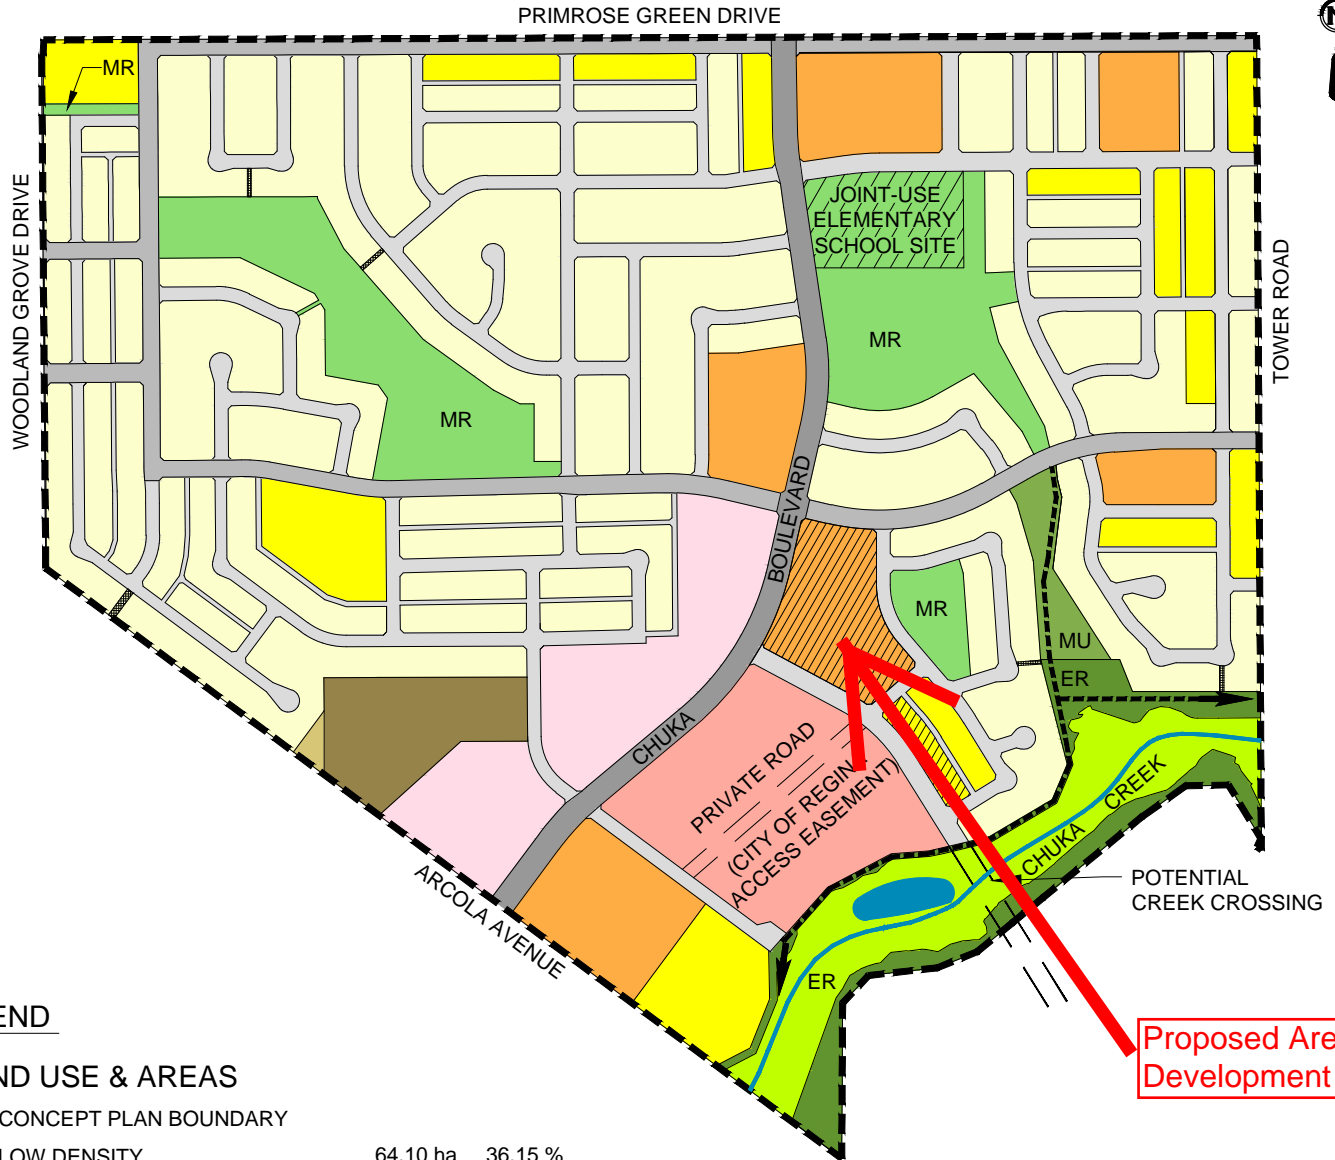 PRIMROSE GREEN DRIVE
N
MR
WOODLAND GROVE DRIVE
JOINT-USE
ELEMENTARY
SCHOOL SITE
TOWER ROAD
MR
MR
BOULEVARD
MR
MU
ER
CHUKA
PRIVATE ROAD
(CITY OF REGINA
ACCESS EASEMENT)
CHUKA CREEK
ARCOLA AVENUE
POTENTIAL
CREEK CROSSING
ER
END
Proposed Are
Development
ND USE & AREAS
CONCEPT PLAN BOUNDARY
LOW DENSITY 64.10 ha 36.15 %